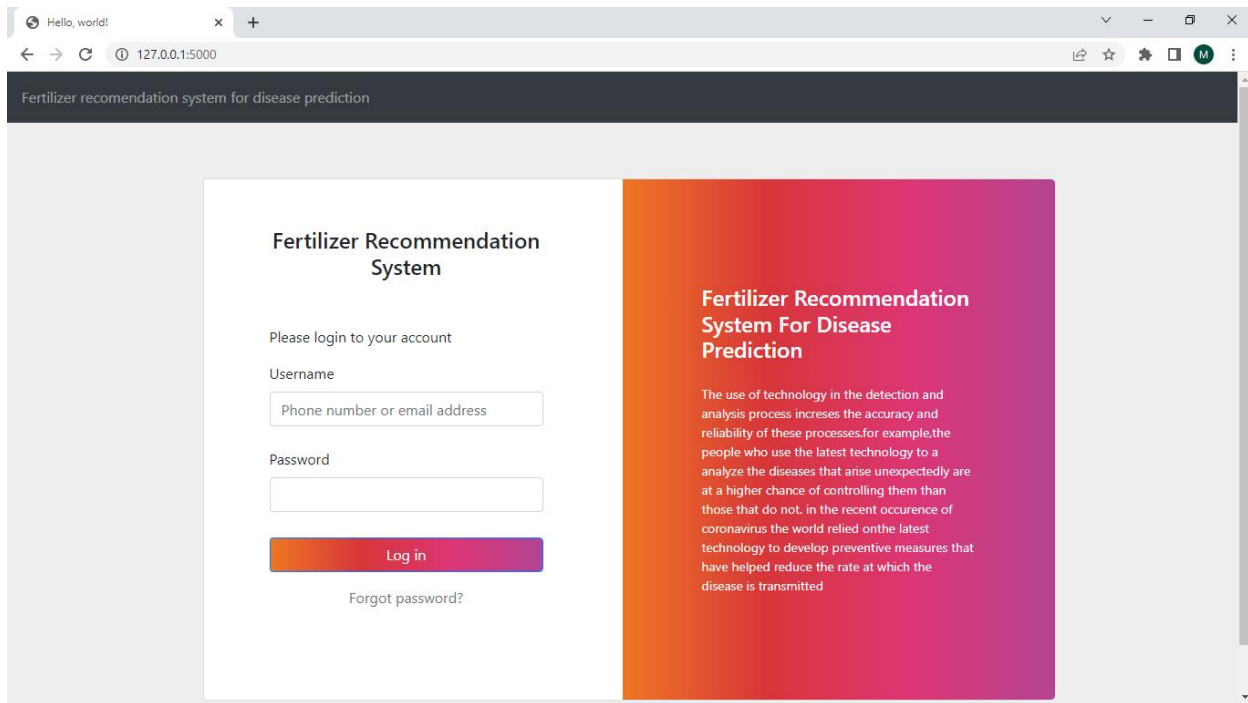 Hello, world!
127.0.0.1:5000
M
Fertilizer recomendation system for disease prediction
Fertilizer Recommendation
System
Please login to your account
Username
Phone number or email address
Password
Log in
Forgot password?
Fertilizer Recommendation
System For Disease
Prediction
The use of technology in the detection and
analysis process increses the accuracy and
reliability of these processes.for example,the
people who use the latest technology to a
analyze the diseases that arise unexpectedly are
at a higher chance of controlling them than
those that do not. in the recent occurence of
coronavirus the world relied onthe latest
technology to develop preventive measures that
have helped reduce the rate at which the
disease is transmitted